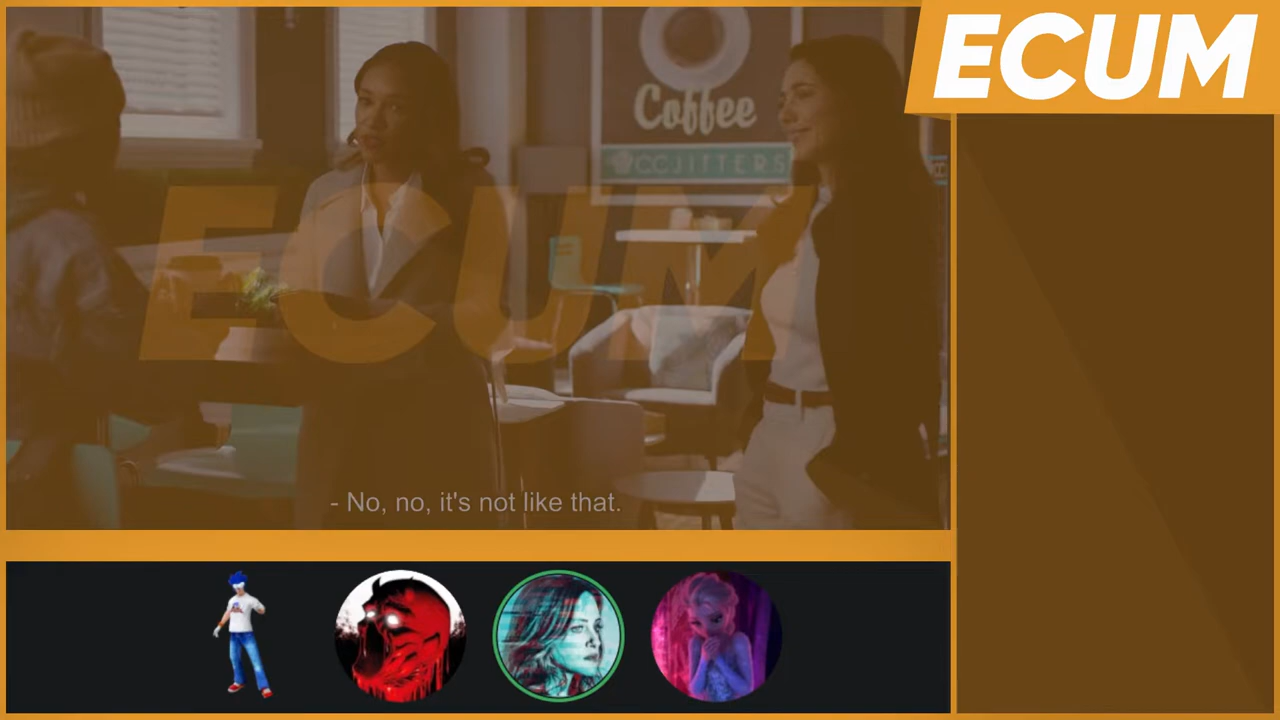 ECUM
Coffee
CCJITTERS
ECUM
- No, no, it's not like that.